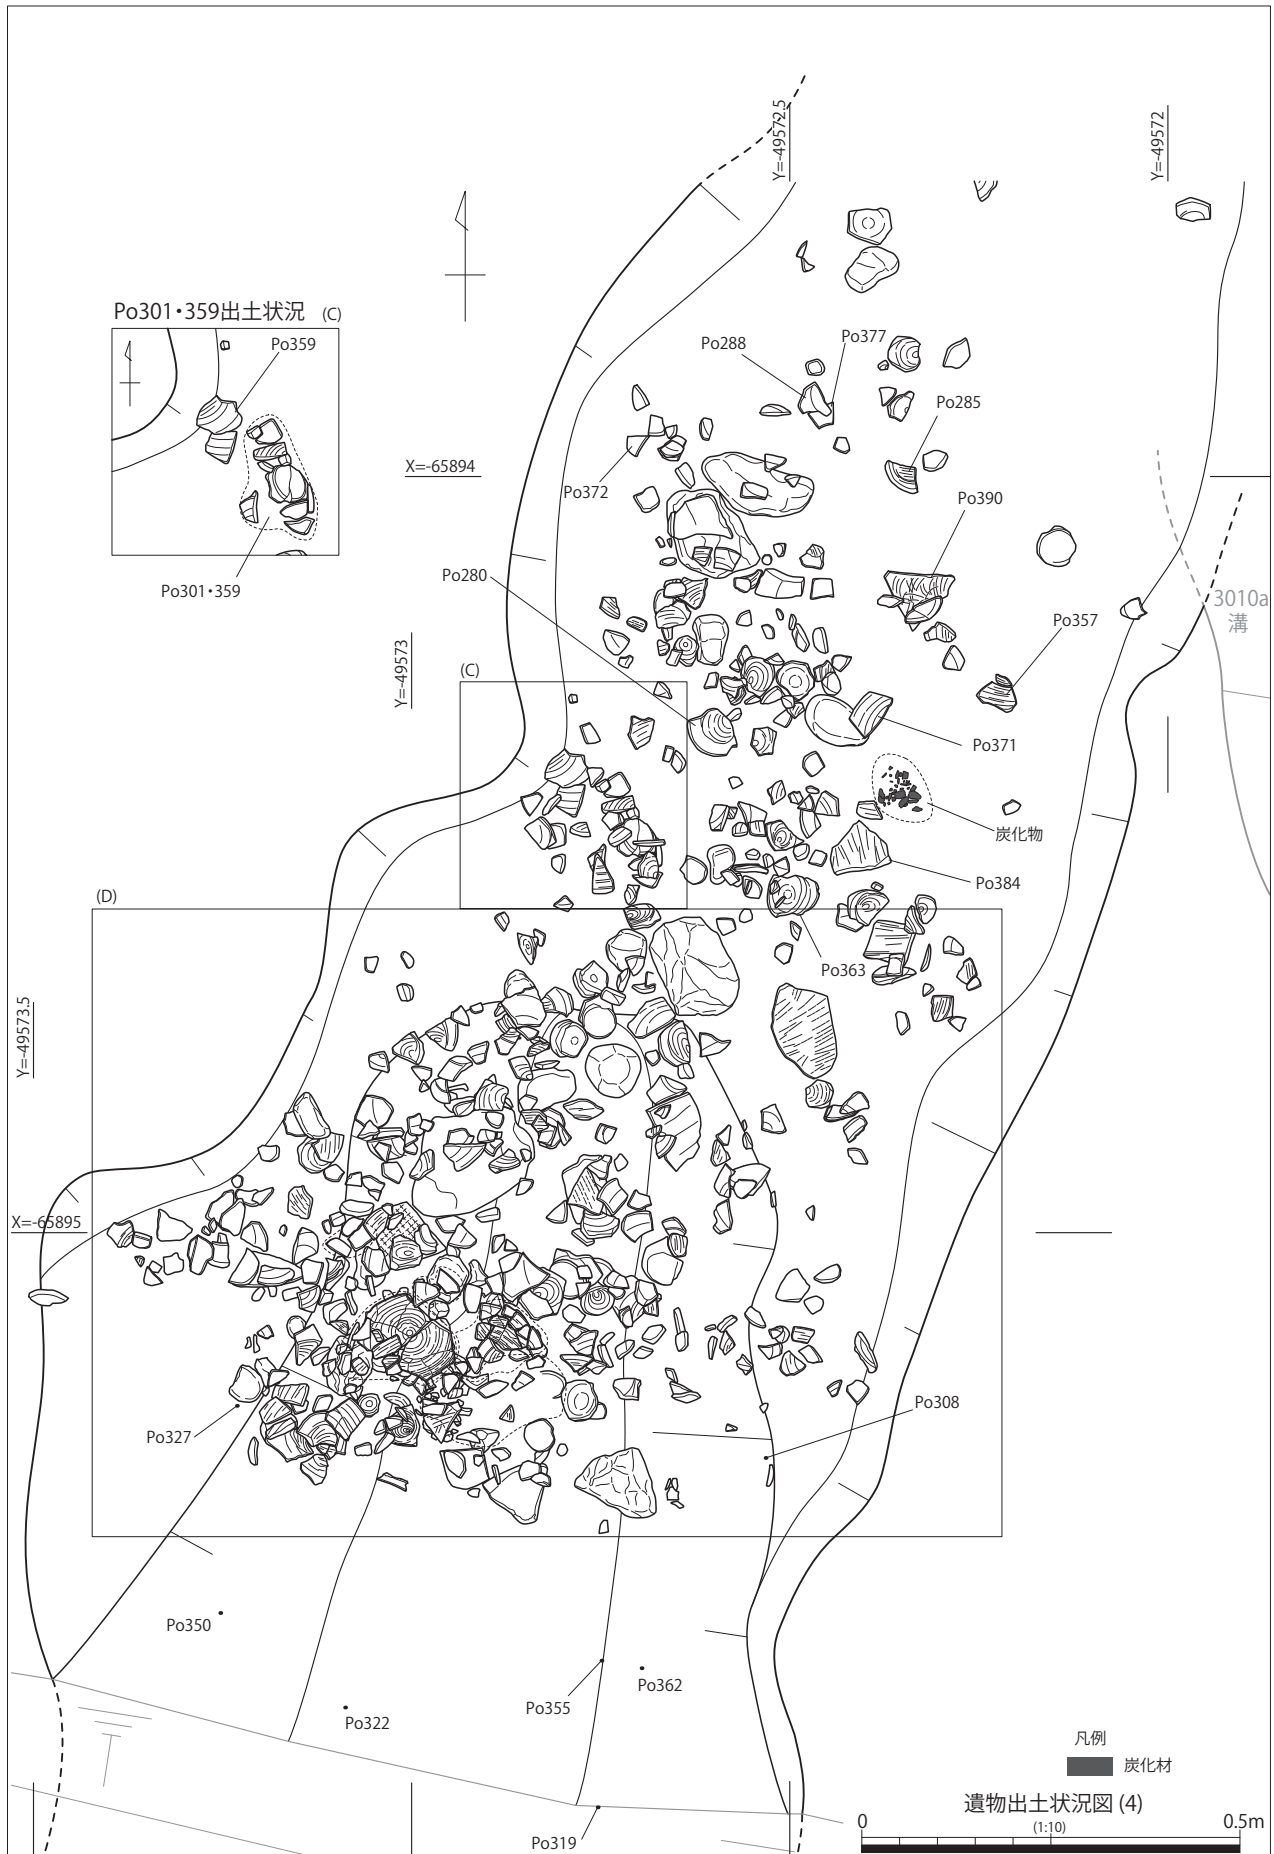 Y=-49572.5
Y=-49572
Po301・359出土状況 (C)
Po359
Po301・359
Po288
Po377
Po285
X=-65894
Po372
Po390
Po280
3010a
溝
Po357
Y=-49573
(C)
Po371
炭化物
Po384
(D)
Po363
Y=-49573.5
X=-65895
Po308
Po327
Po350
Po362
Po355
Po322
凡例
炭化材
遺物出土状況図 (4)
0 (1:10) 0.5m
Po319